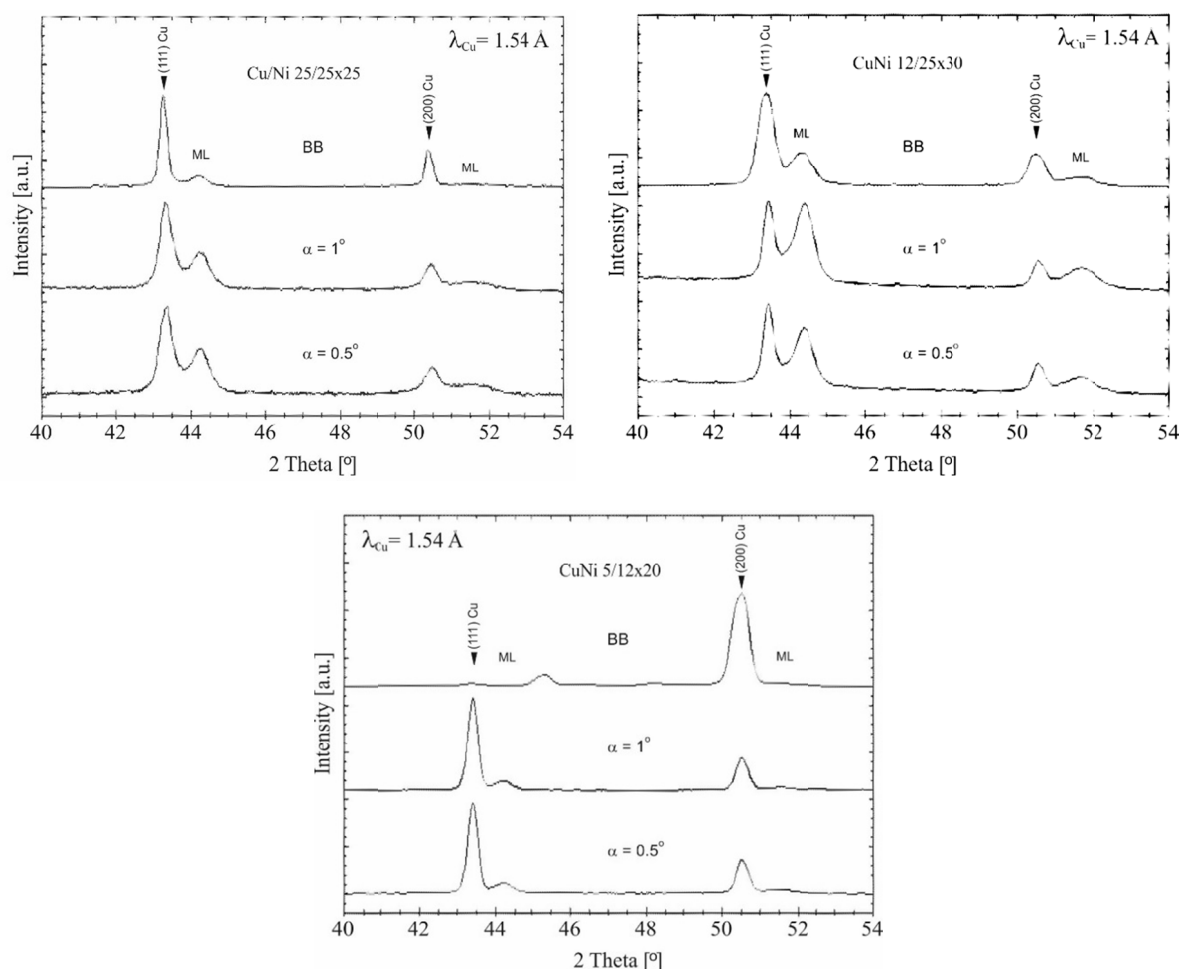 λCu= 1.54 Å
(111) Cu
Cu/Ni 25/25x25
(200) Cu
ML
BB
ML
α = 1°
α = 0.5°
Intensity [a.u.]
40 42 44 46 48 50 52 54
2 Theta [º]
λCu= 1.54 Å
(111) Cu
CuNi 12/25x30
(200) Cu
ML
BB
ML
α = 1°
α = 0.5°
Intensity [a.u.]
40 42 44 46 48 50 52 54
2 Theta [º]
λCu= 1.54 Å
CuNi 5/12x20
(200) Cu
(111) Cu
ML
BB
ML
α = 1°
α = 0.5°
Intensity [a.u.]
40 42 44 46 48 50 52 54
2 Theta [º]